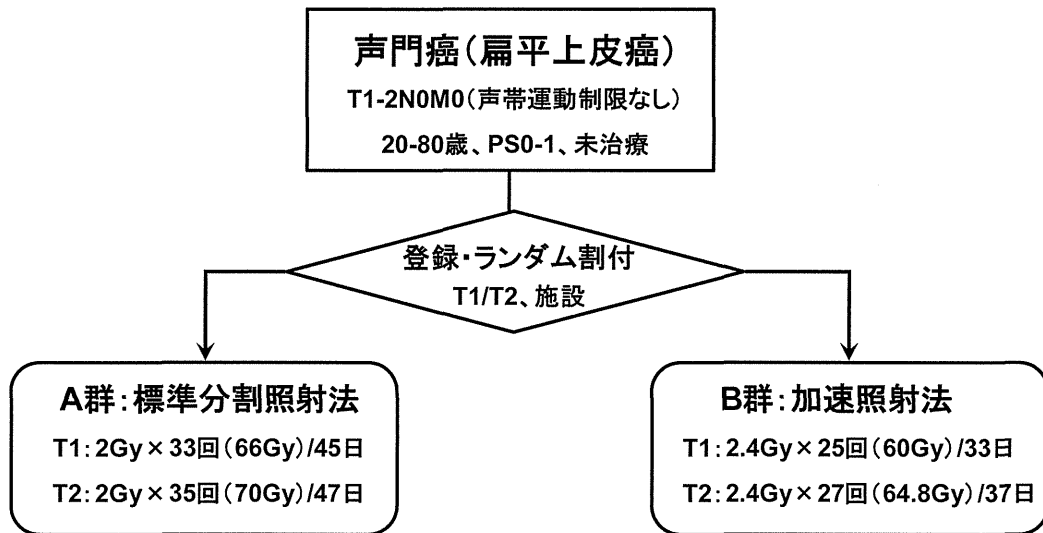 声門癌（扁平上皮癌）
T1-2N0M0（声帯運動制限なし）
20-80歳、PS0-1、未治療
登録・ランダム割付
T1/T2、施設
A群：標準分割照射法
T1：2Gy×33回（66Gy）/45日
T2：2Gy×35回（70Gy）/47日
B群：加速照射法
T1：2.4Gy×25回（60Gy）/33日
T2：2.4Gy×27回（64.8Gy）/37日